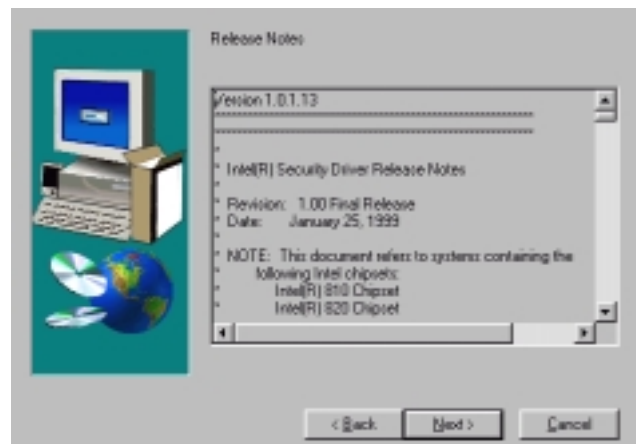 Release Notes
Version 1.0.1.13
------------------------------------------------------------
------------------------------------------------------------
*
* Intel(R) Security Driver Release Notes
*
* Revision: 1.00 Final Release
* Date: January 25, 1999
*
* NOTE: This document refers to systems containing the
* following Intel chipsets:
* Intel(R) 810 Chipset
* Intel(R) 820 Chipset
< Back Next > Cancel